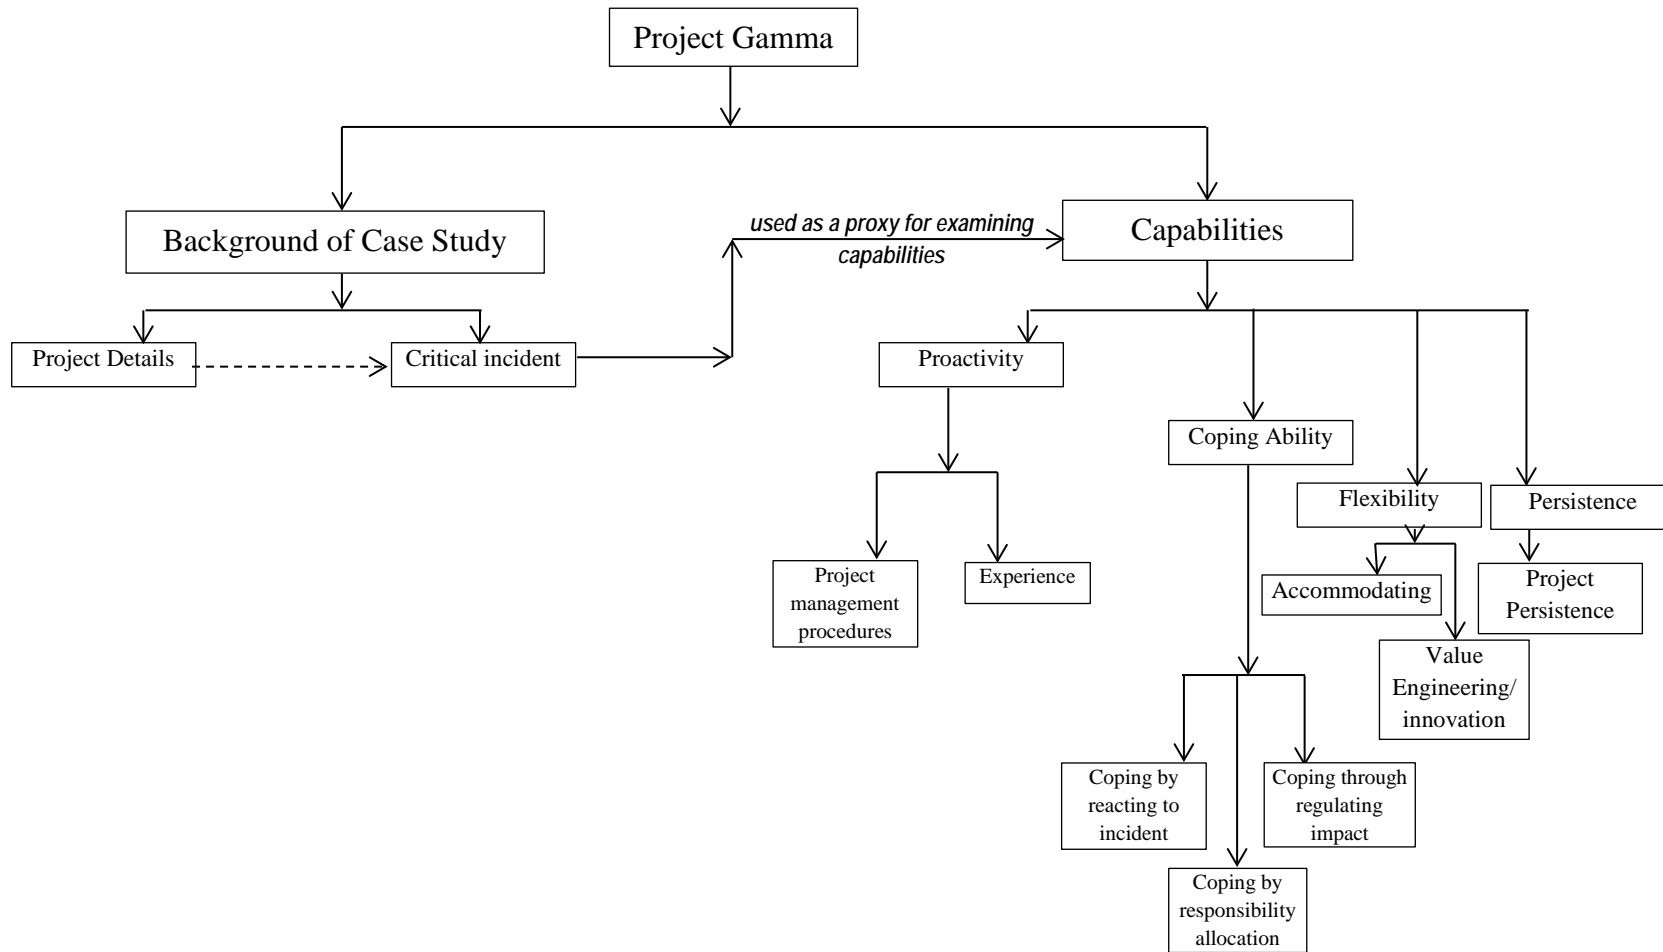 Project Gamma
Background of Case Study
used as a proxy for examining
capabilities
Capabilities
Project Details
Critical incident
Proactivity
Coping Ability
Flexibility
Persistence
Project
management
procedures
Experience
Accommodating
Project
Persistence
Value
Engineering/
innovation
Coping by
reacting to
incident
Coping through
regulating
impact
Coping by
responsibility
allocation